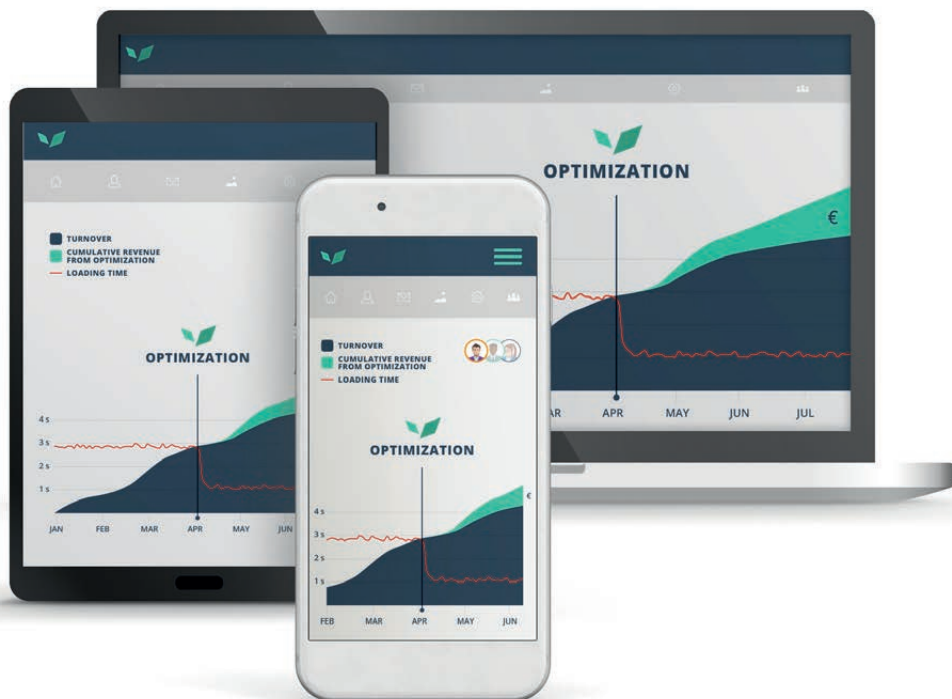 OPTIMIZATION
€
AR
APR
MAY
JUN
JUL
TURNOVER
CUMULATIVE REVENUE
FROM OPTIMIZATION
LOADING TIME
OPTIMIZATION
4 s
3 s
2 s
1 s
JAN
FEB
MAR
APR
MAY
JUN
TURNOVER
CUMULATIVE REVENUE
FROM OPTIMIZATION
LOADING TIME
OPTIMIZATION
€
4 s
3 s
2 s
1 s
FEB
MAR
APR
MAY
JUN